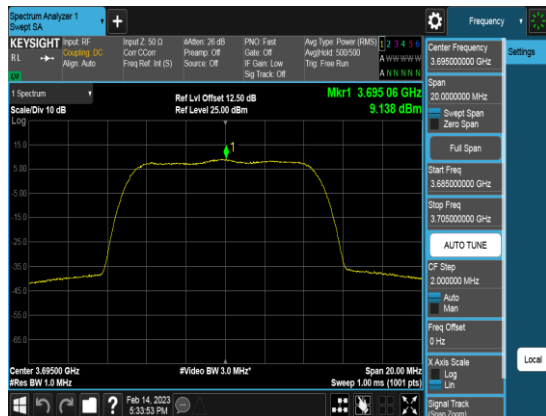 Spectrum Analyzer 1
Swept SA
+
Frequency
KEYSIGHT
Input: RF
Coupling: DC
Align: Auto
Input Z: 50 Ω
Corr CCorr
Freq Ref: Int (S)
#Atten: 26 dB
Preamp: Off
Source: Off
PNO: Fast
Gate: Off
IF Gain: Low
Sig Track: Off
Avg Type: Power (RMS)
Avg|Hold: 500/500
Trig: Free Run
1 2 3 4 5 6
A W W W W W
A N N N N N
RL
LV
1 Spectrum
Scale/Div 10 dB
Log
Ref Lvl Offset 12.50 dB
Ref Level 25.00 dBm
Mkr1 3.695 06 GHz
9.138 dBm
1
15.0
5.00
-5.00
-15.0
-25.0
-35.0
-45.0
-55.0
-65.0
Center 3.69500 GHz
#Res BW 1.0 MHz
#Video BW 3.0 MHz*
Span 20.00 MHz
Sweep 1.00 ms (1001 pts)
Feb 14, 2023
5:33:53 PM
?
Center Frequency
3.695000000 GHz
Settings
Span
20.0000000 MHz
Swept Span
Zero Span
Full Span
Start Freq
3.685000000 GHz
Stop Freq
3.705000000 GHz
AUTO TUNE
CF Step
2.000000 MHz
Auto
Man
Freq Offset
0 Hz
X Axis Scale
Log
Lin
Local
Signal Track
(Span Zoom)